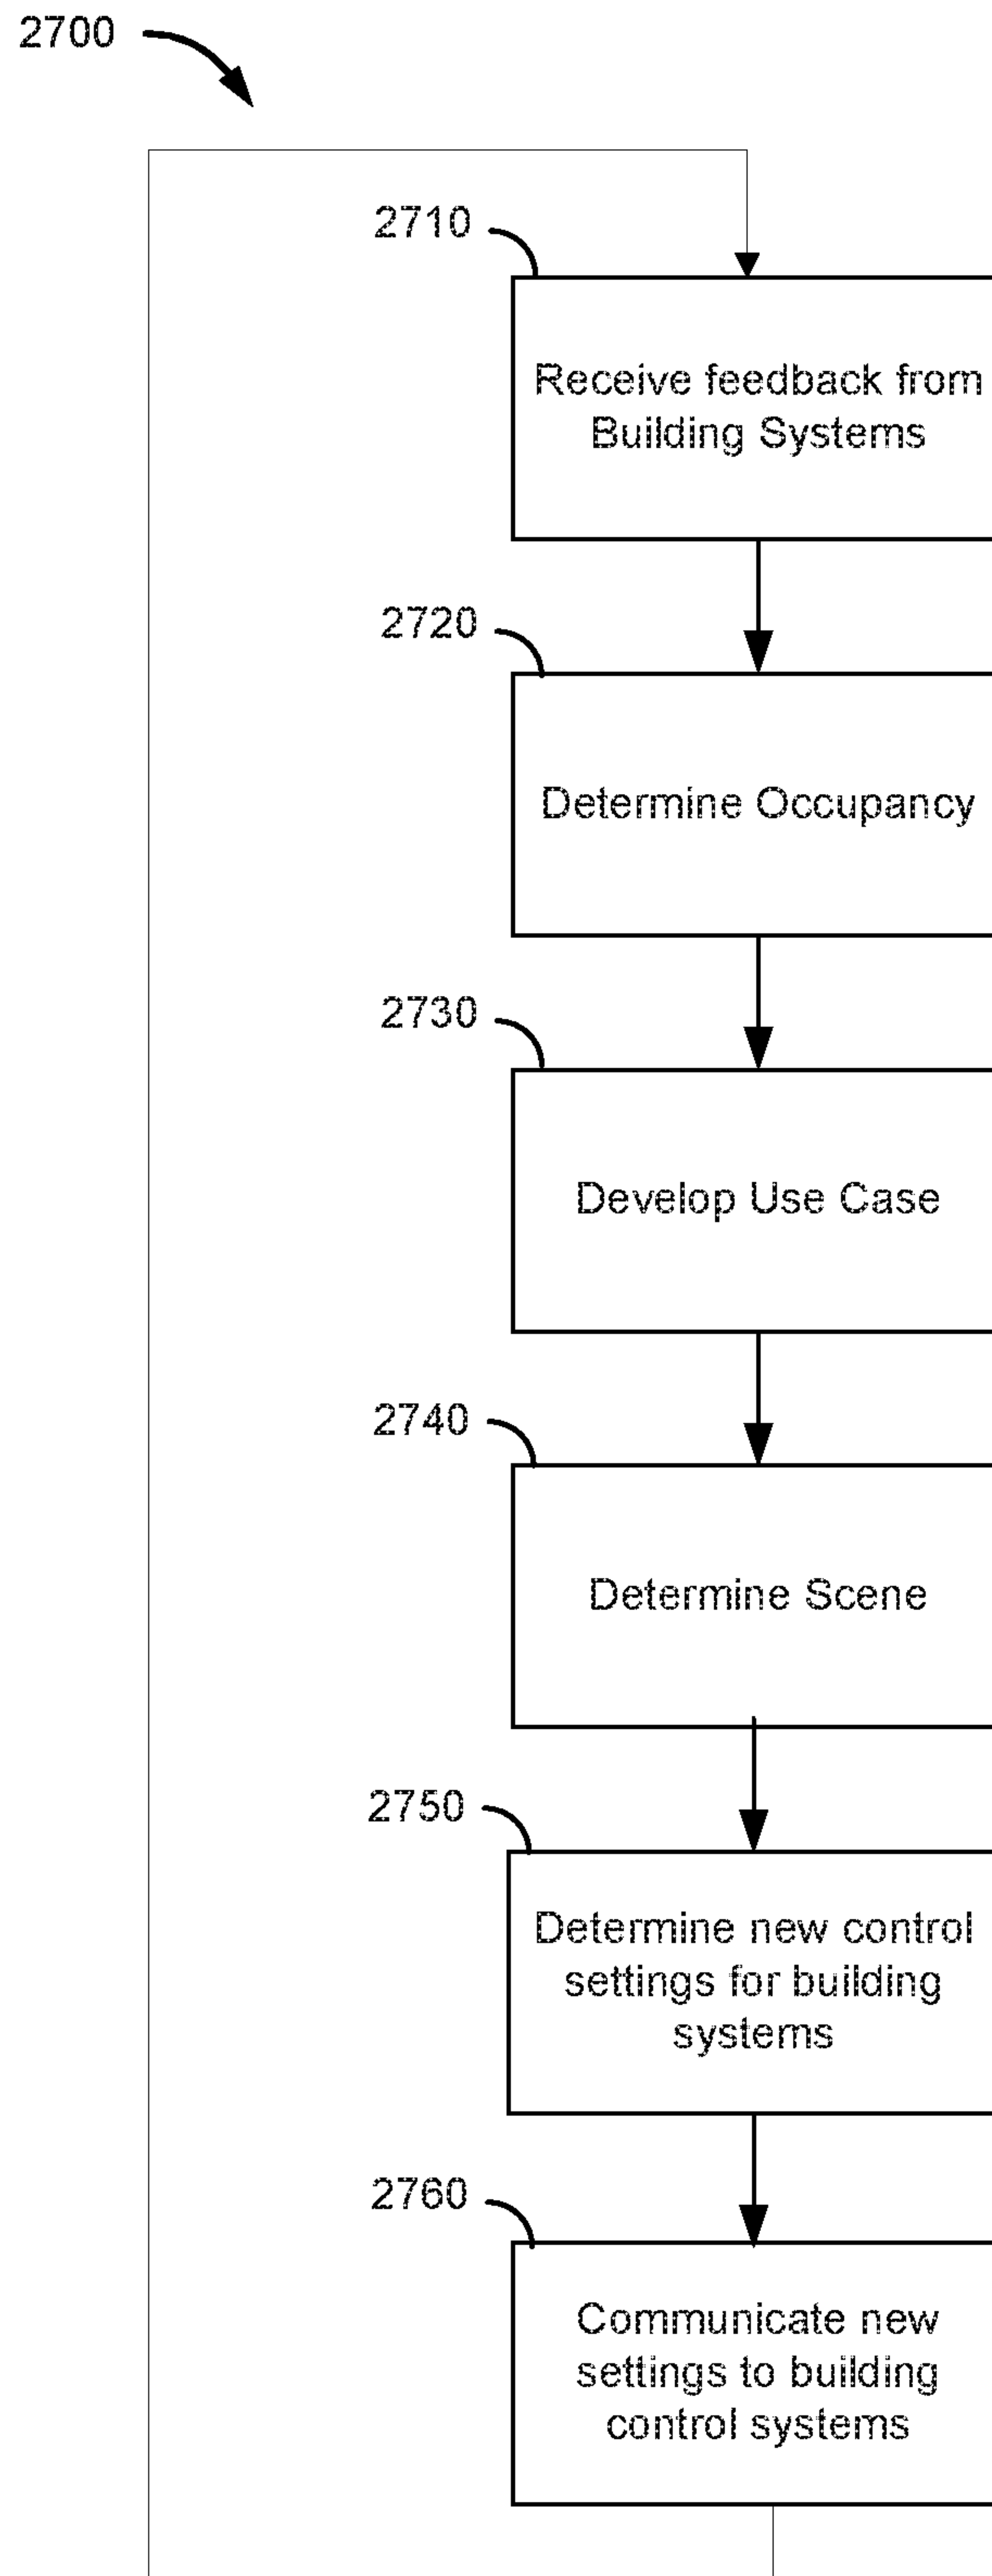 2700
2710
Receive feedback from
Building Systems
2720
Determine Occupancy
2730
Develop Use Case
2740
Determine Scene
2750
Determine new control
settings for building
systems
2760
Communicate new
settings to building
control systems